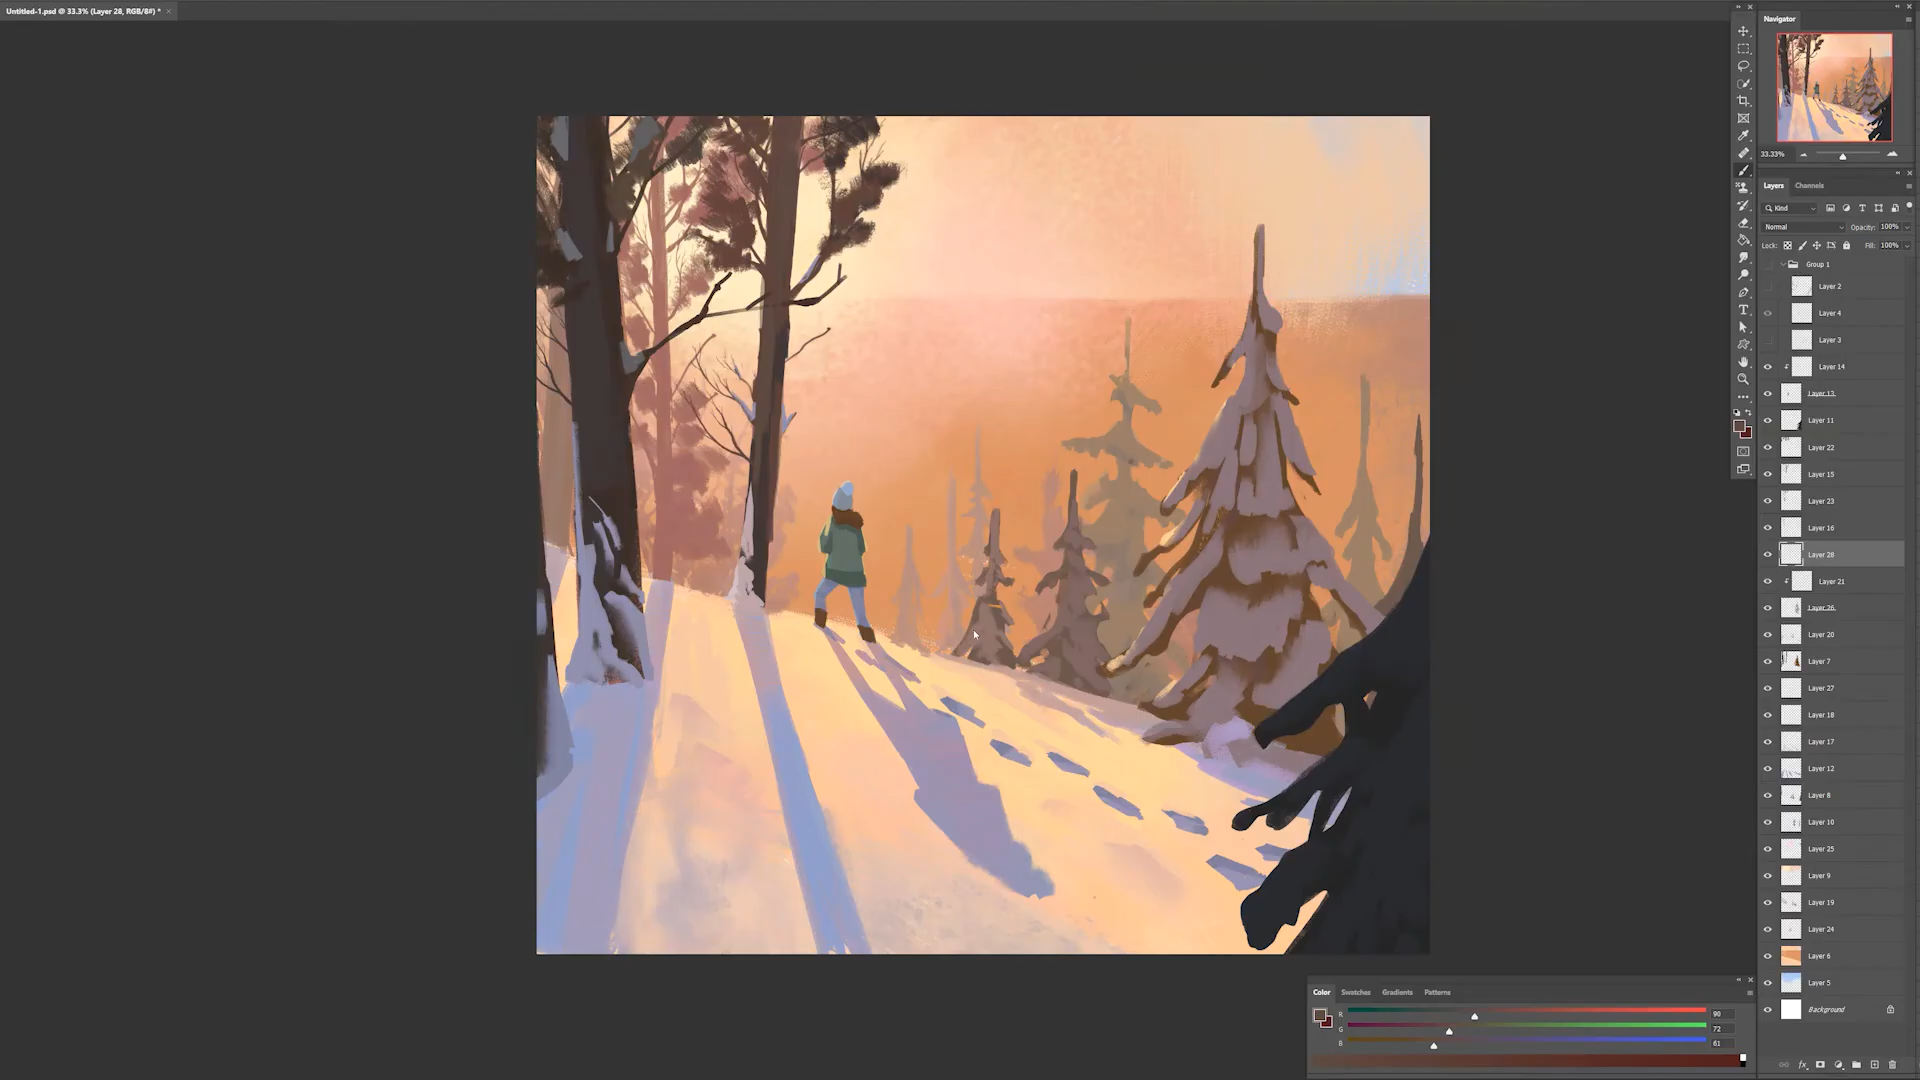 Untitled-1.psd @ 33.3% (Layer 28, RGB/8#) *
Navigator
33.33%
Layers Channels
Kind
Normal Opacity: 100%
Lock: Fill: 100%
Group 1
Layer 2
Layer 4
Layer 3
Layer 14
Layer 13
Layer 11
Layer 22
Layer 15
Layer 23
Layer 16
Layer 28
Layer 21
Layer 26
Layer 20
Layer 7
Layer 27
Layer 18
Layer 17
Layer 12
Layer 8
Layer 10
Layer 25
Layer 9
Layer 19
Layer 24
Layer 6
Layer 5
Background
fx
Color Swatches Gradients Patterns
R 90
G 72
B 61